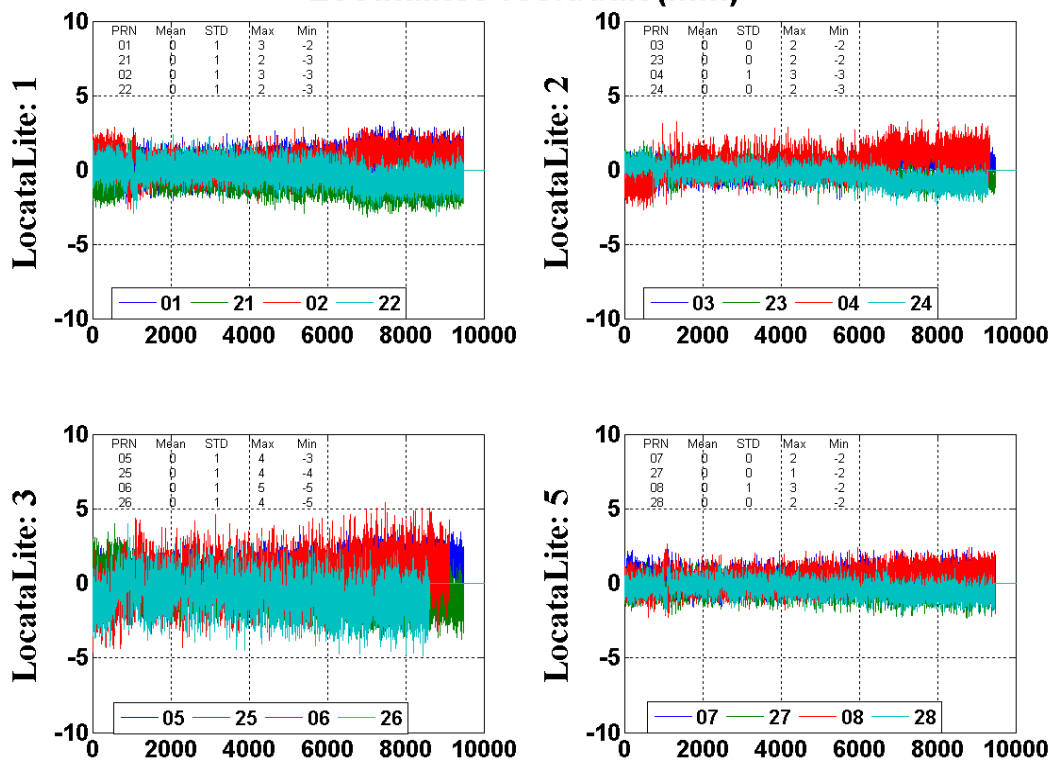 10
5
0
-5
-10
LocataLite: 1
PRN Mean STD Max Min
01 0 1 3 -2
21 0 1 2 -3
02 0 1 3 -3
22 0 1 2 -3
01 21 02 22
0 2000 4000 6000 8000 10000
10
5
0
-5
-10
LocataLite: 2
PRN Mean STD Max Min
03 0 0 2 -2
23 0 0 2 -2
04 0 1 3 -3
24 0 0 2 -3
03 23 04 24
0 2000 4000 6000 8000 10000
10
5
0
-5
-10
LocataLite: 3
PRN Mean STD Max Min
05 0 1 4 -3
25 0 1 4 -4
06 0 1 5 -5
26 0 1 4 -5
05 25 06 26
0 2000 4000 6000 8000 10000
10
5
0
-5
-10
LocataLite: 5
PRN Mean STD Max Min
07 0 0 2 -2
27 0 0 1 -2
08 0 1 3 -2
28 0 0 2 -2
07 27 08 28
0 2000 4000 6000 8000 10000